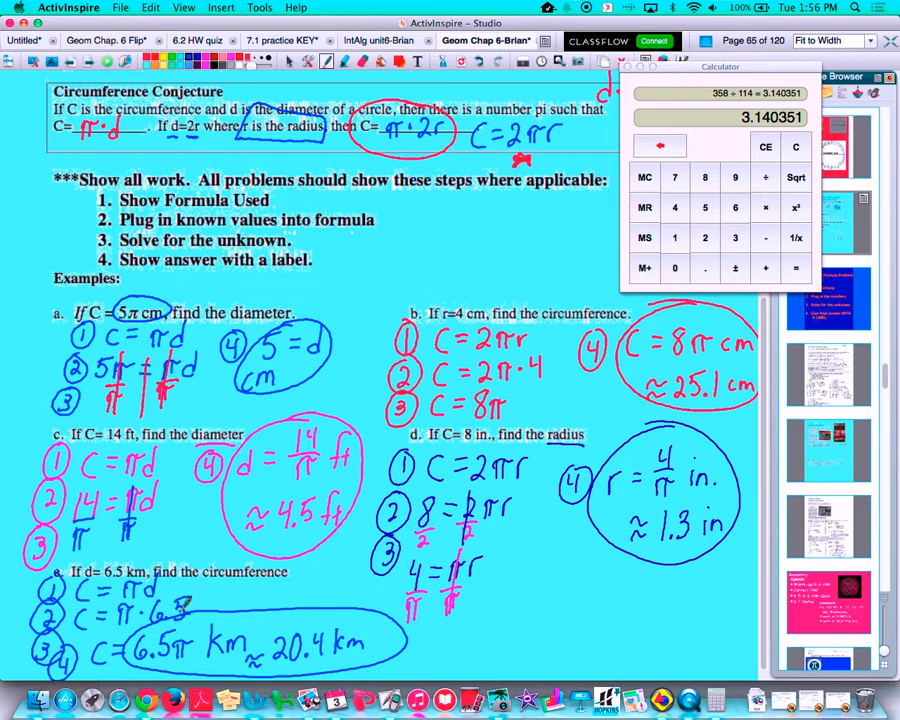 ActivInspire File Edit View Insert Tools Help 100% Tue 1:56 PM
ActivInspire - Studio
Untitled* Geom Chap 6 Flip* 6.2 HW quiz 7.1 practice KEY* IntAlg unit6-Brian Geom Chap 6-Brian* CLASSFLOW Connect Page 65 of 120 Fit to Width
Calculator
e Browser
358 ÷ 114 = 3.140351
3.140351
CE C
MC 7 8 9 ÷ Sqrt
MR 4 5 6 × x²
MS 1 2 3 - 1/x
M+ 0 . ± + =
Circumference Conjecture
If C is the circumference and d is the diameter of a circle, then there is a number pi such that
C= π·d . If d=2r where r is the radius, then C= π·2r C=2πr
***Show all work. All problems should show these steps where applicable:
1. Show Formula Used
2. Plug in known values into formula
3. Solve for the unknown.
4. Show answer with a label.
Examples:
a. If C = 5π cm, find the diameter.
① C = πd
② 5π = πd
π π
③
④ 5 = d
cm
b. If r=4 cm, find the circumference.
① C = 2πr
② C = 2π·4
③ C = 8π
④ C = 8π cm
≈ 25.1 cm
c. If C= 14 ft, find the diameter
① C = πd
② 14 = πd
π π
③
④ d = 14/π ft
≈ 4.5 ft
d. If C= 8 in., find the radius
① C = 2πr
② 8 = 2πr
2 2
③
4 = πr
π π
④ r = 4/π in.
≈ 1.3 in
e. If d= 6.5 km, find the circumference
① C = πd
② C = π·6.5
③ ④ C = 6.5π km ≈ 20.4 km